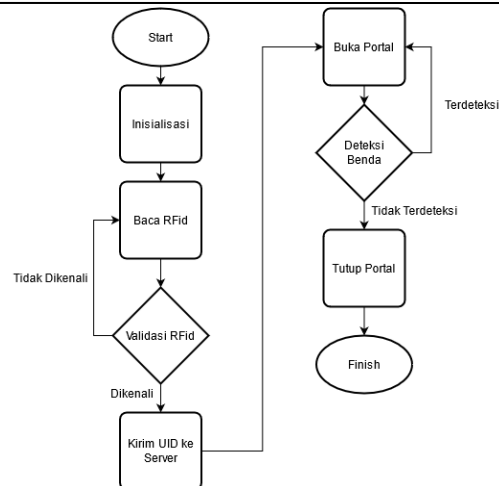 Start
Inisialisasi
Baca RFid
Tidak Dikenali
Validasi RFid
Dikenali
Kirim UID ke
Server
Buka Portal
Terdeteksi
Deteksi
Benda
Tidak Terdeteksi
Tutup Portal
Finish